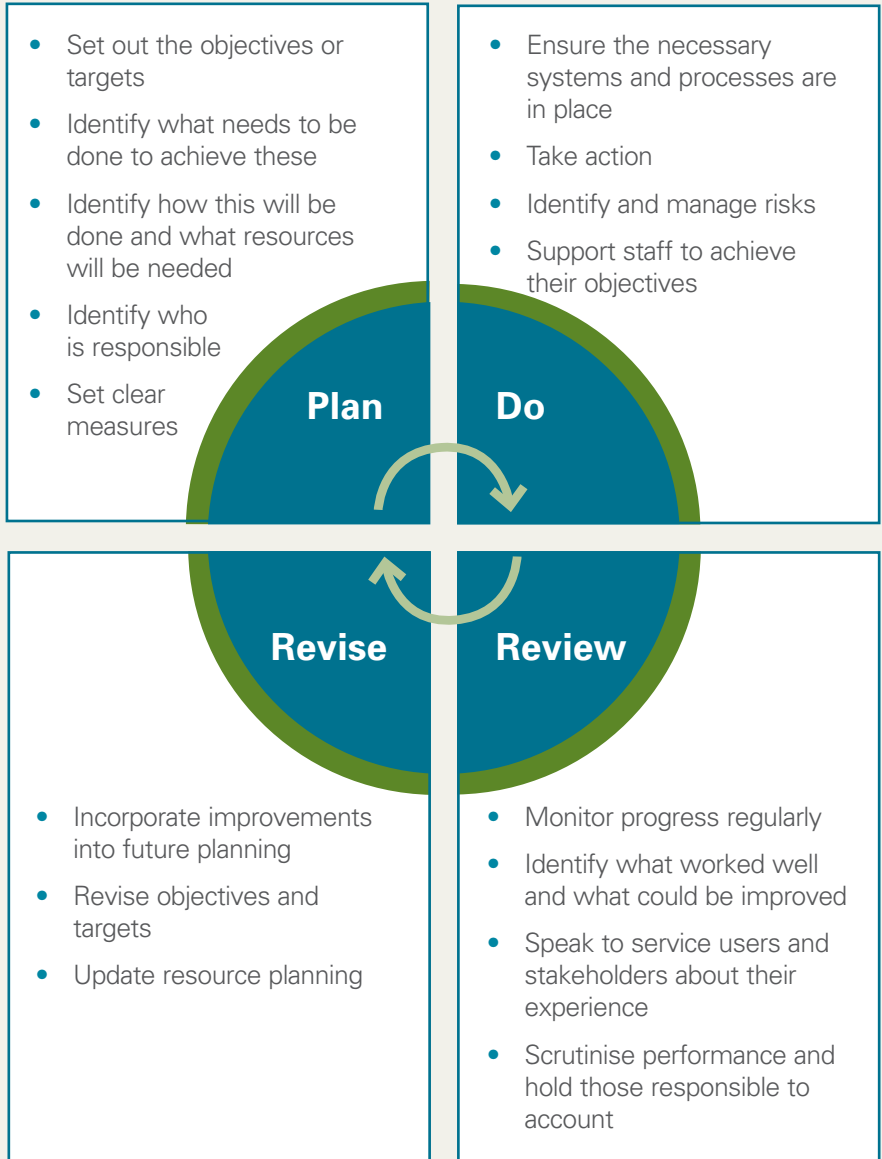 • Set out the objectives or
targets
• Identify what needs to be
done to achieve these
• Identify how this will be
done and what resources
will be needed
• Identify who
is responsible
• Set clear
measures
Plan
• Ensure the necessary
systems and processes are
in place
• Take action
• Identify and manage risks
• Support staff to achieve
their objectives
Do
Revise
• Incorporate improvements
into future planning
• Revise objectives and
targets
• Update resource planning
Review
• Monitor progress regularly
• Identify what worked well
and what could be improved
• Speak to service users and
stakeholders about their
experience
• Scrutinise performance and
hold those responsible to
account